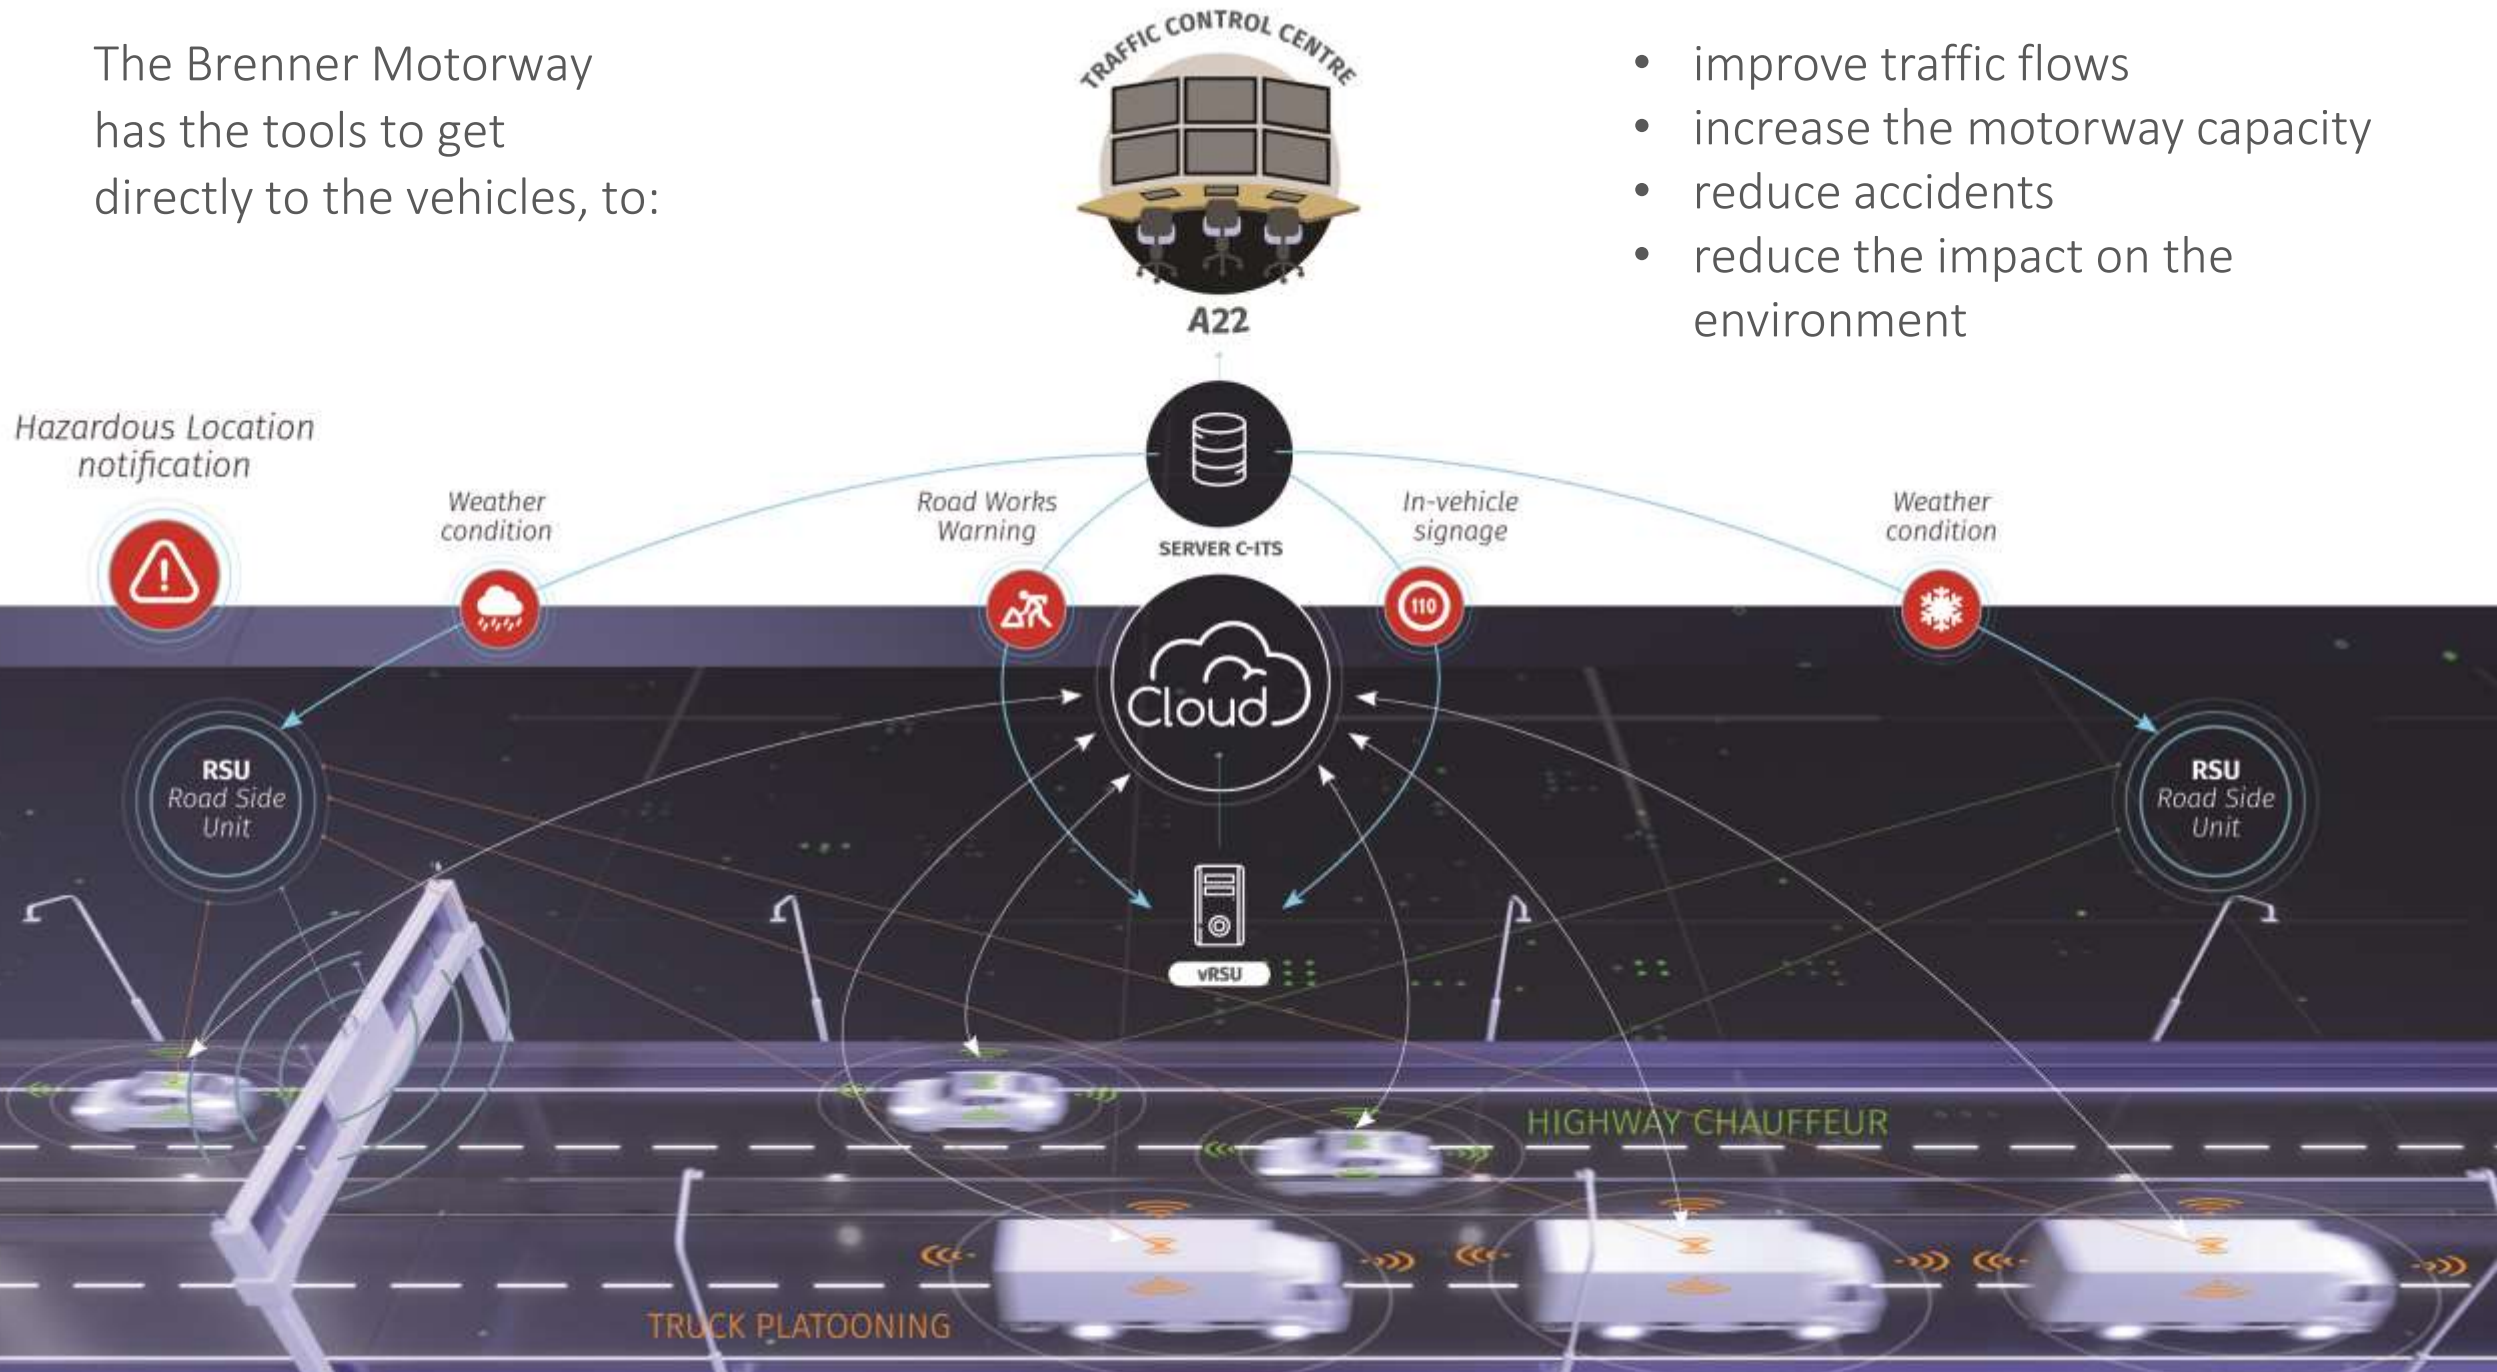 The Brenner Motorway
has the tools to get
directly to the vehicles, to:
TRAFFIC CONTROL CENTRE
A22
• improve traffic flows
• increase the motorway capacity
• reduce accidents
• reduce the impact on the
environment
Hazardous Location
notification
Weather
condition
Road Works
Warning
SERVER C-ITS
In-vehicle
signage
110
Weather
condition
Cloud
RSU
Road Side
Unit
RSU
Road Side
Unit
vRSU
HIGHWAY CHAUFFEUR
TRUCK PLATOONING